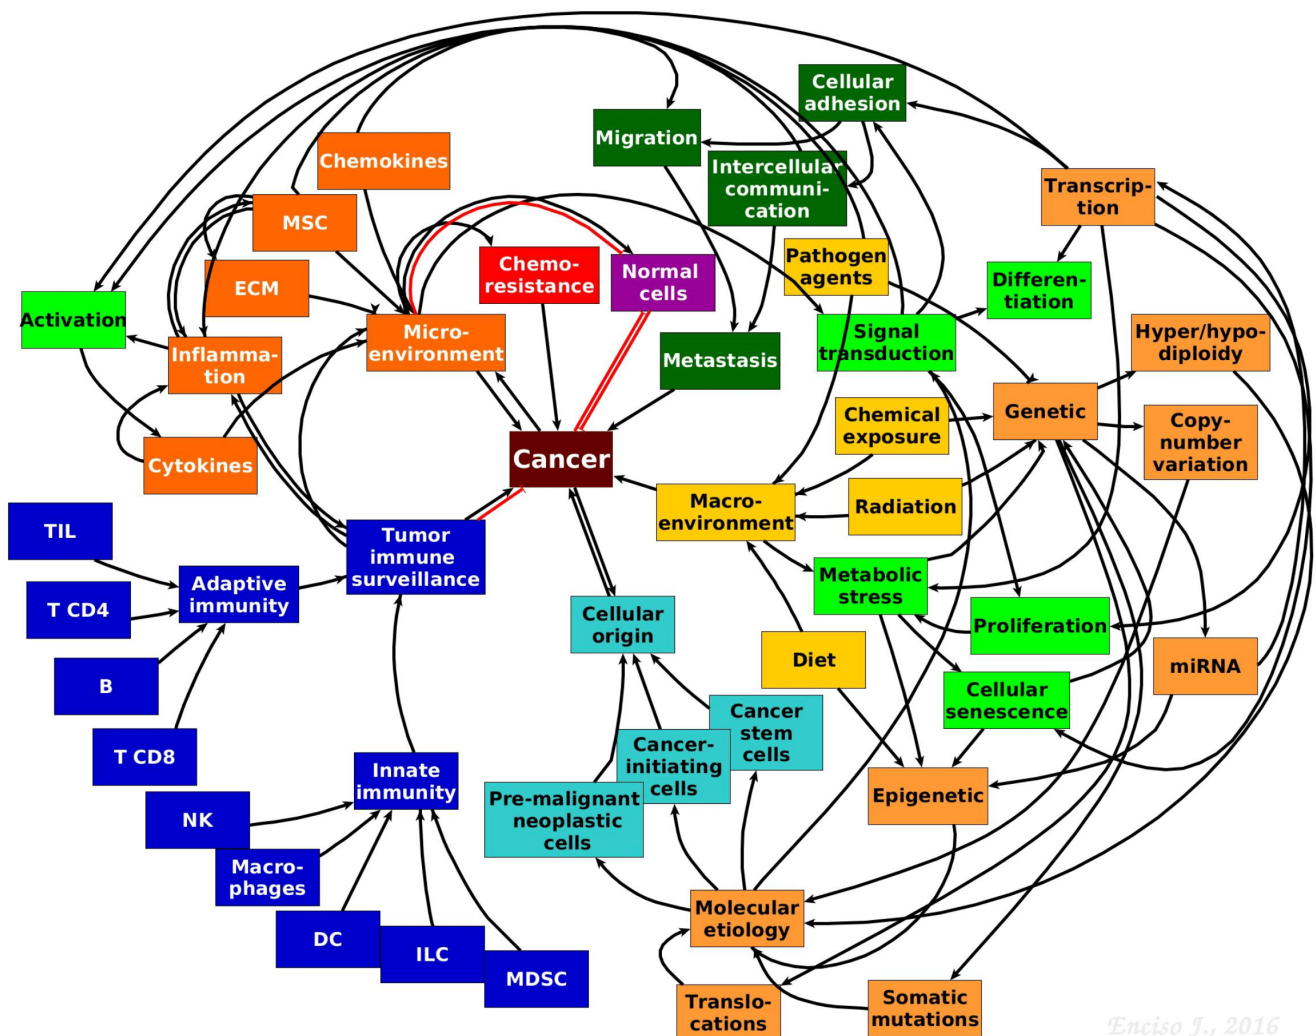 Cellular
adhesion
Migration
Chemokines
Intercellular
communi-
cation
Transcrip-
tion
MSC
Pathogen
agents
Chemo-
resistance
Normal
cells
Differen-
tiation
ECM
Activation
Micro-
environment
Signal
transduction
Hyper/hypo-
diploidy
Inflamma-
tion
Metastasis
Genetic
Chemical
exposure
Copy-
number
variation
Cytokines
Cancer
Macro-
environment
Radiation
TIL
Tumor
immune
surveillance
Adaptive
immunity
Metabolic
stress
T CD4
Cellular
origin
Proliferation
Diet
miRNA
B
Cellular
senescence
Cancer
stem
cells
T CD8
Cancer-
initiating
cells
Innate
immunity
Epigenetic
Pre-malignant
neoplastic
cells
NK
Macro-
phages
Molecular
etiology
DC
ILC
MDSC
Translo-
cations
Somatic
mutations
Enciso J., 2016